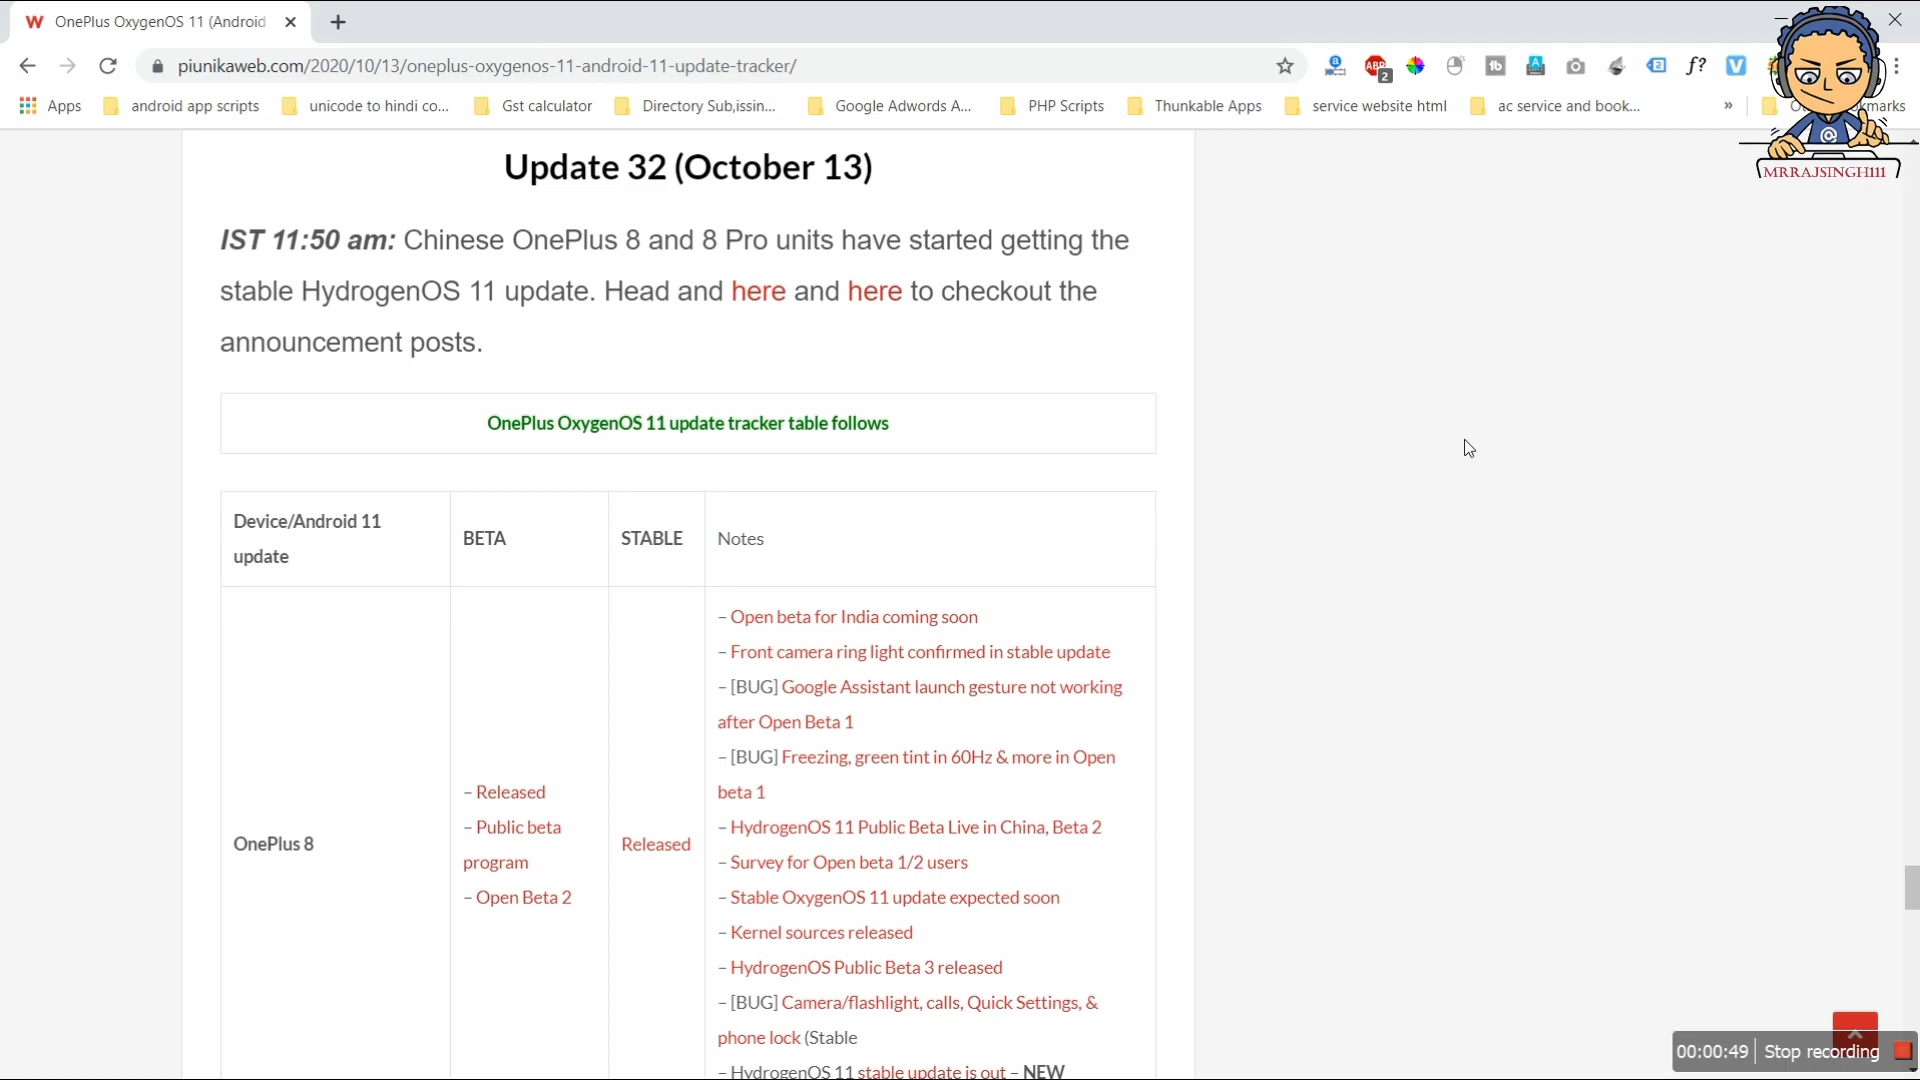 W OnePlus OxygenOS 11 (Android
piunikaweb.com/2020/10/13/oneplus-oxygenos-11-android-11-update-tracker/
ABP 2 1b A f? V
Apps android app scripts unicode to hindi co... Gst calculator Directory Sub,issin... Google Adwords A... PHP Scripts Thunkable Apps service website html ac service and book... »
MRRAJSINGH111
Update 32 (October 13)
IST 11:50 am: Chinese OnePlus 8 and 8 Pro units have started getting the
stable HydrogenOS 11 update. Head and here and here to checkout the
announcement posts.
OnePlus OxygenOS 11 update tracker table follows
Device/Android 11
update
BETA
STABLE
Notes
OnePlus 8
– Released
– Public beta
program
– Open Beta 2
Released
– Open beta for India coming soon
– Front camera ring light confirmed in stable update
– [BUG] Google Assistant launch gesture not working
after Open Beta 1
– [BUG] Freezing, green tint in 60Hz & more in Open
beta 1
– HydrogenOS 11 Public Beta Live in China, Beta 2
– Survey for Open beta 1/2 users
– Stable OxygenOS 11 update expected soon
– Kernel sources released
– HydrogenOS Public Beta 3 released
– [BUG] Camera/flashlight, calls, Quick Settings, &
phone lock (Stable
– HydrogenOS 11 stable update is out – NEW
00:00:49 Stop recording